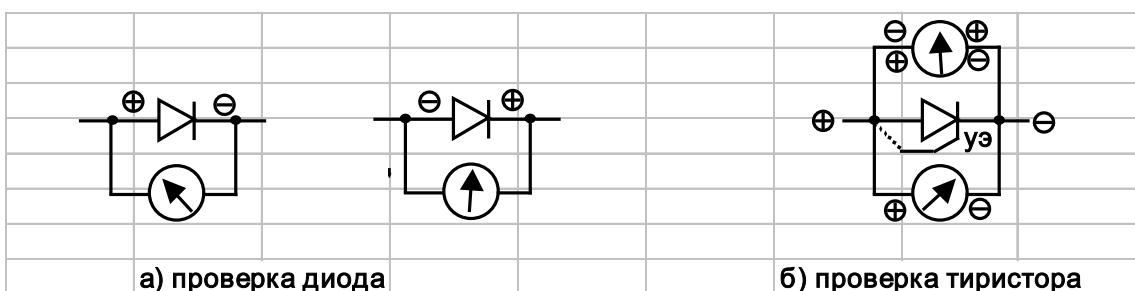 ⊖ ⊕
⊕ ⊖
⊕ ⊖ ⊖ ⊕ ⊕ ⊖
уэ
⊕ ⊖
а) проверка диода б) проверка тиристора